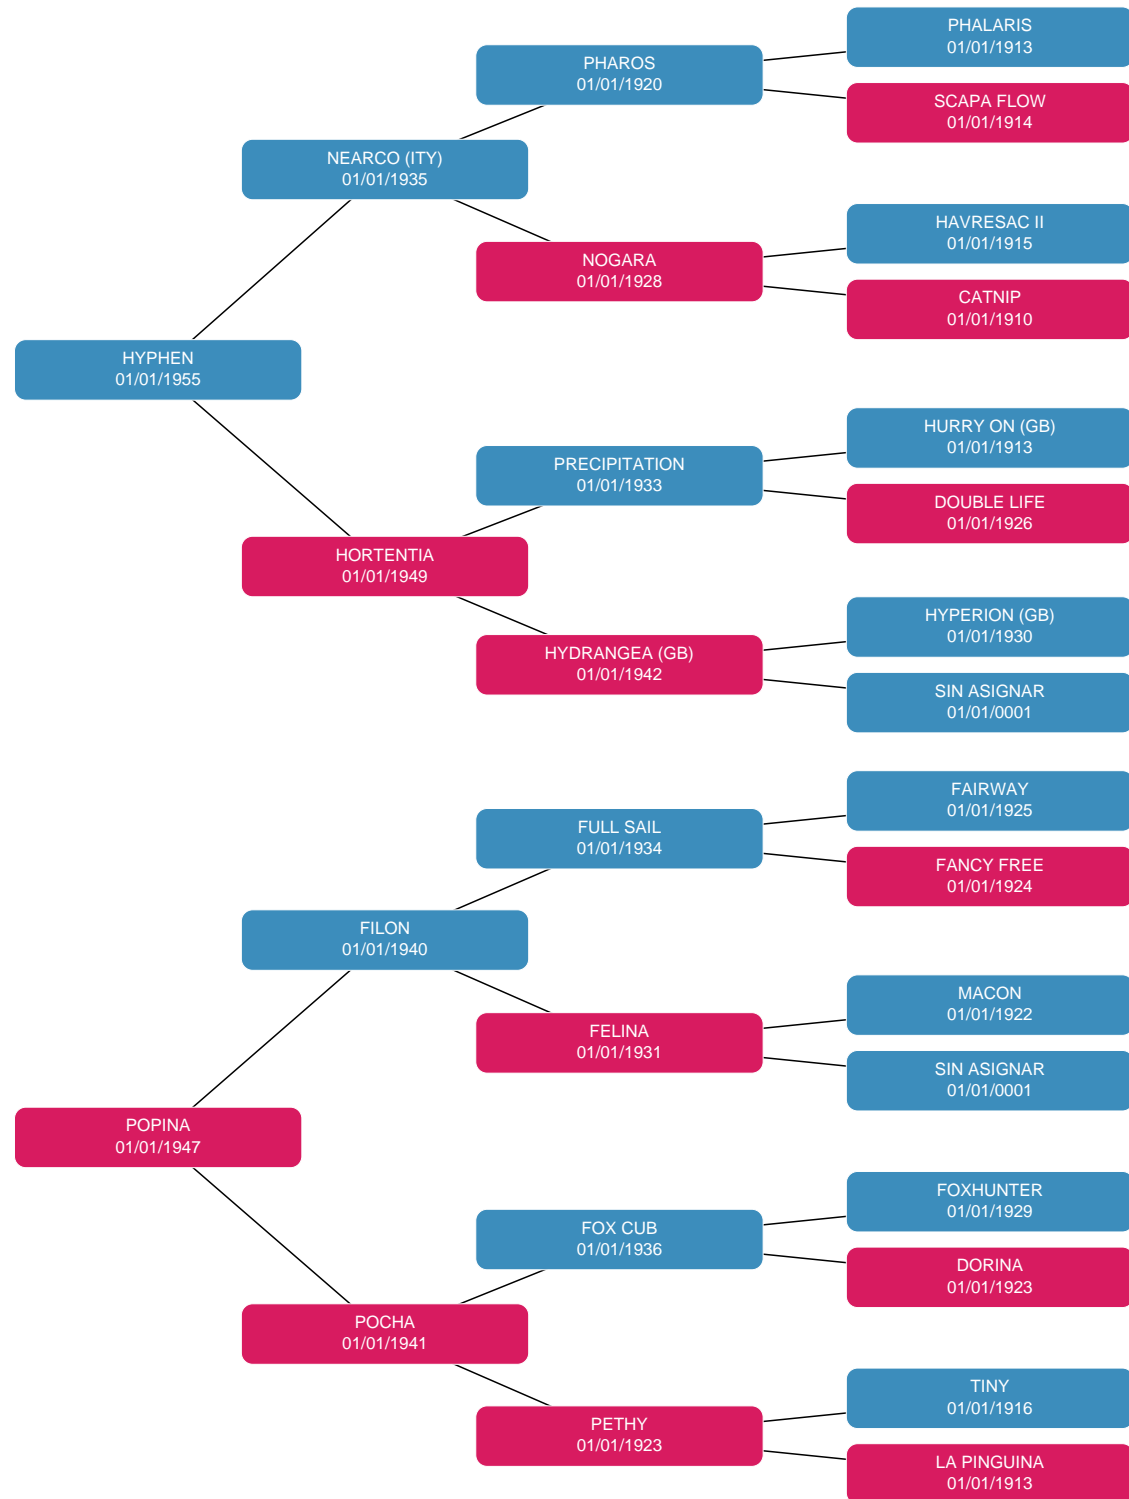 PHALARIS
01/01/1913
PHAROS
01/01/1920
SCAPA FLOW
01/01/1914
NEARCO (ITY)
01/01/1935
HAVRESAC II
01/01/1915
NOGARA
01/01/1928
CATNIP
01/01/1910
HYPHEN
01/01/1955
HURRY ON (GB)
01/01/1913
PRECIPITATION
01/01/1933
DOUBLE LIFE
01/01/1926
HORTENTIA
01/01/1949
HYPERION (GB)
01/01/1930
HYDRANGEA (GB)
01/01/1942
SIN ASIGNAR
01/01/0001
FAIRWAY
01/01/1925
FULL SAIL
01/01/1934
FANCY FREE
01/01/1924
FILON
01/01/1940
MACON
01/01/1922
FELINA
01/01/1931
SIN ASIGNAR
01/01/0001
POPINA
01/01/1947
FOXHUNTER
01/01/1929
FOX CUB
01/01/1936
DORINA
01/01/1923
POCHA
01/01/1941
TINY
01/01/1916
PETHY
01/01/1923
LA PINGUINA
01/01/1913